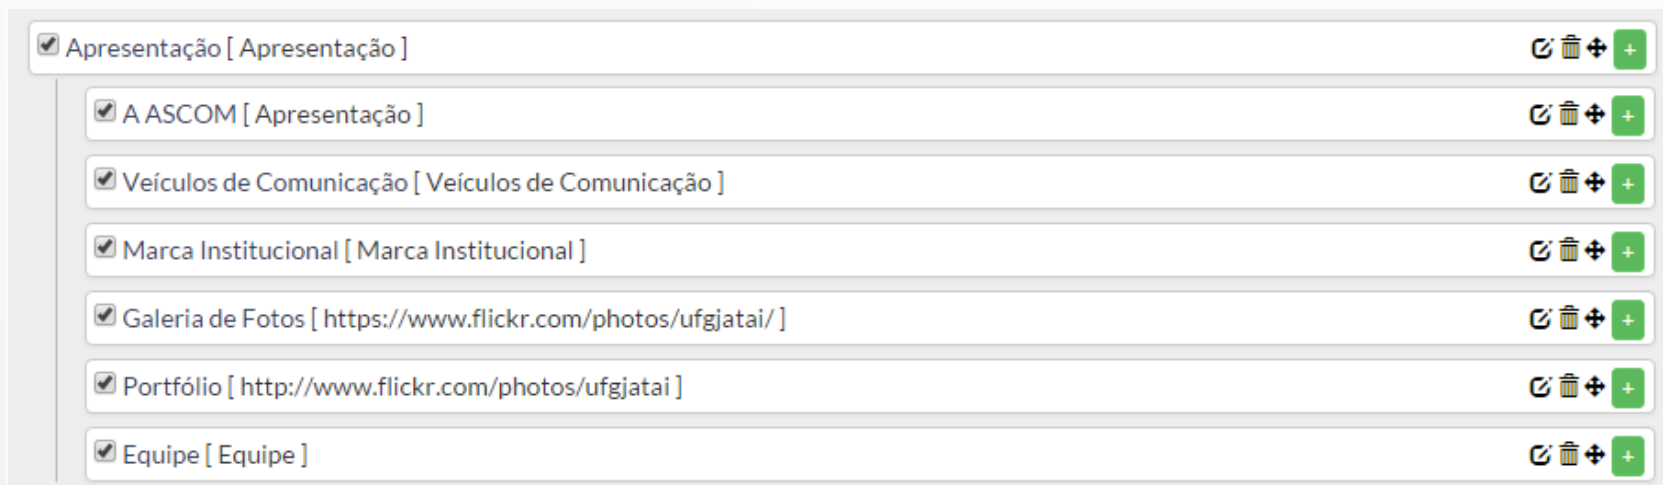 Apresentação [ Apresentação ]
+
A ASCOM [ Apresentação ]
+
Veículos de Comunicação [ Veículos de Comunicação ]
+
Marca Institucional [ Marca Institucional ]
+
Galeria de Fotos [ https://www.flickr.com/photos/ufgjatai/ ]
+
Portfólio [ http://www.flickr.com/photos/ufgjatai ]
+
Equipe [ Equipe ]
+